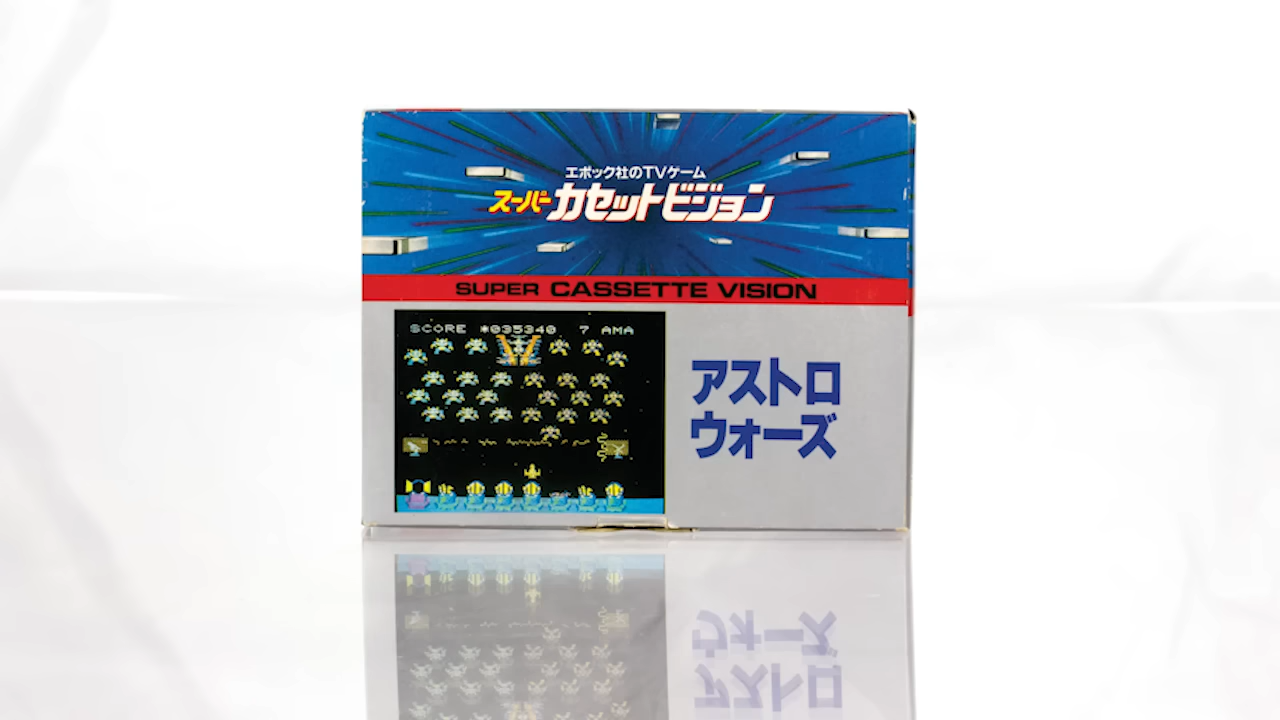 エポック社のTVゲーム
スーパーカセットビジョン
SUPER CASSETTE VISION
SCORE *035340 7 AMA
アストロ
ウォーズ